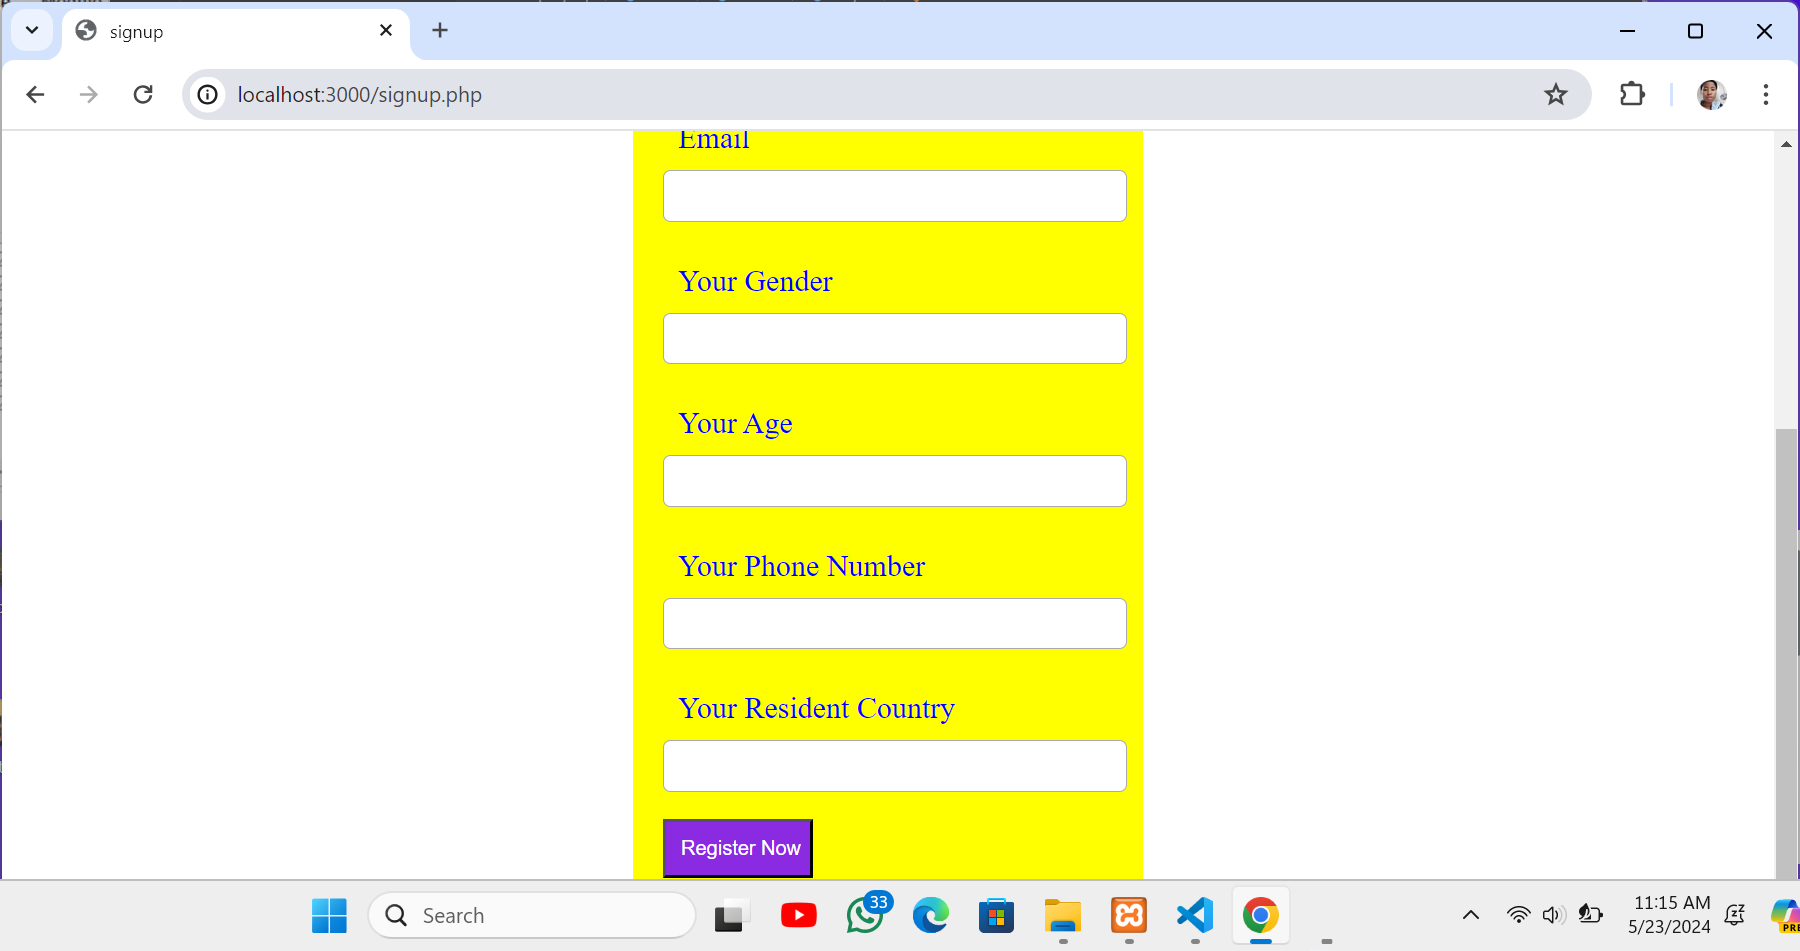 signup
localhost:3000/signup.php
Email
Your Gender
Your Age
Your Phone Number
Your Resident Country
Register Now
Search
33
11:15 AM
5/23/2024
PRE